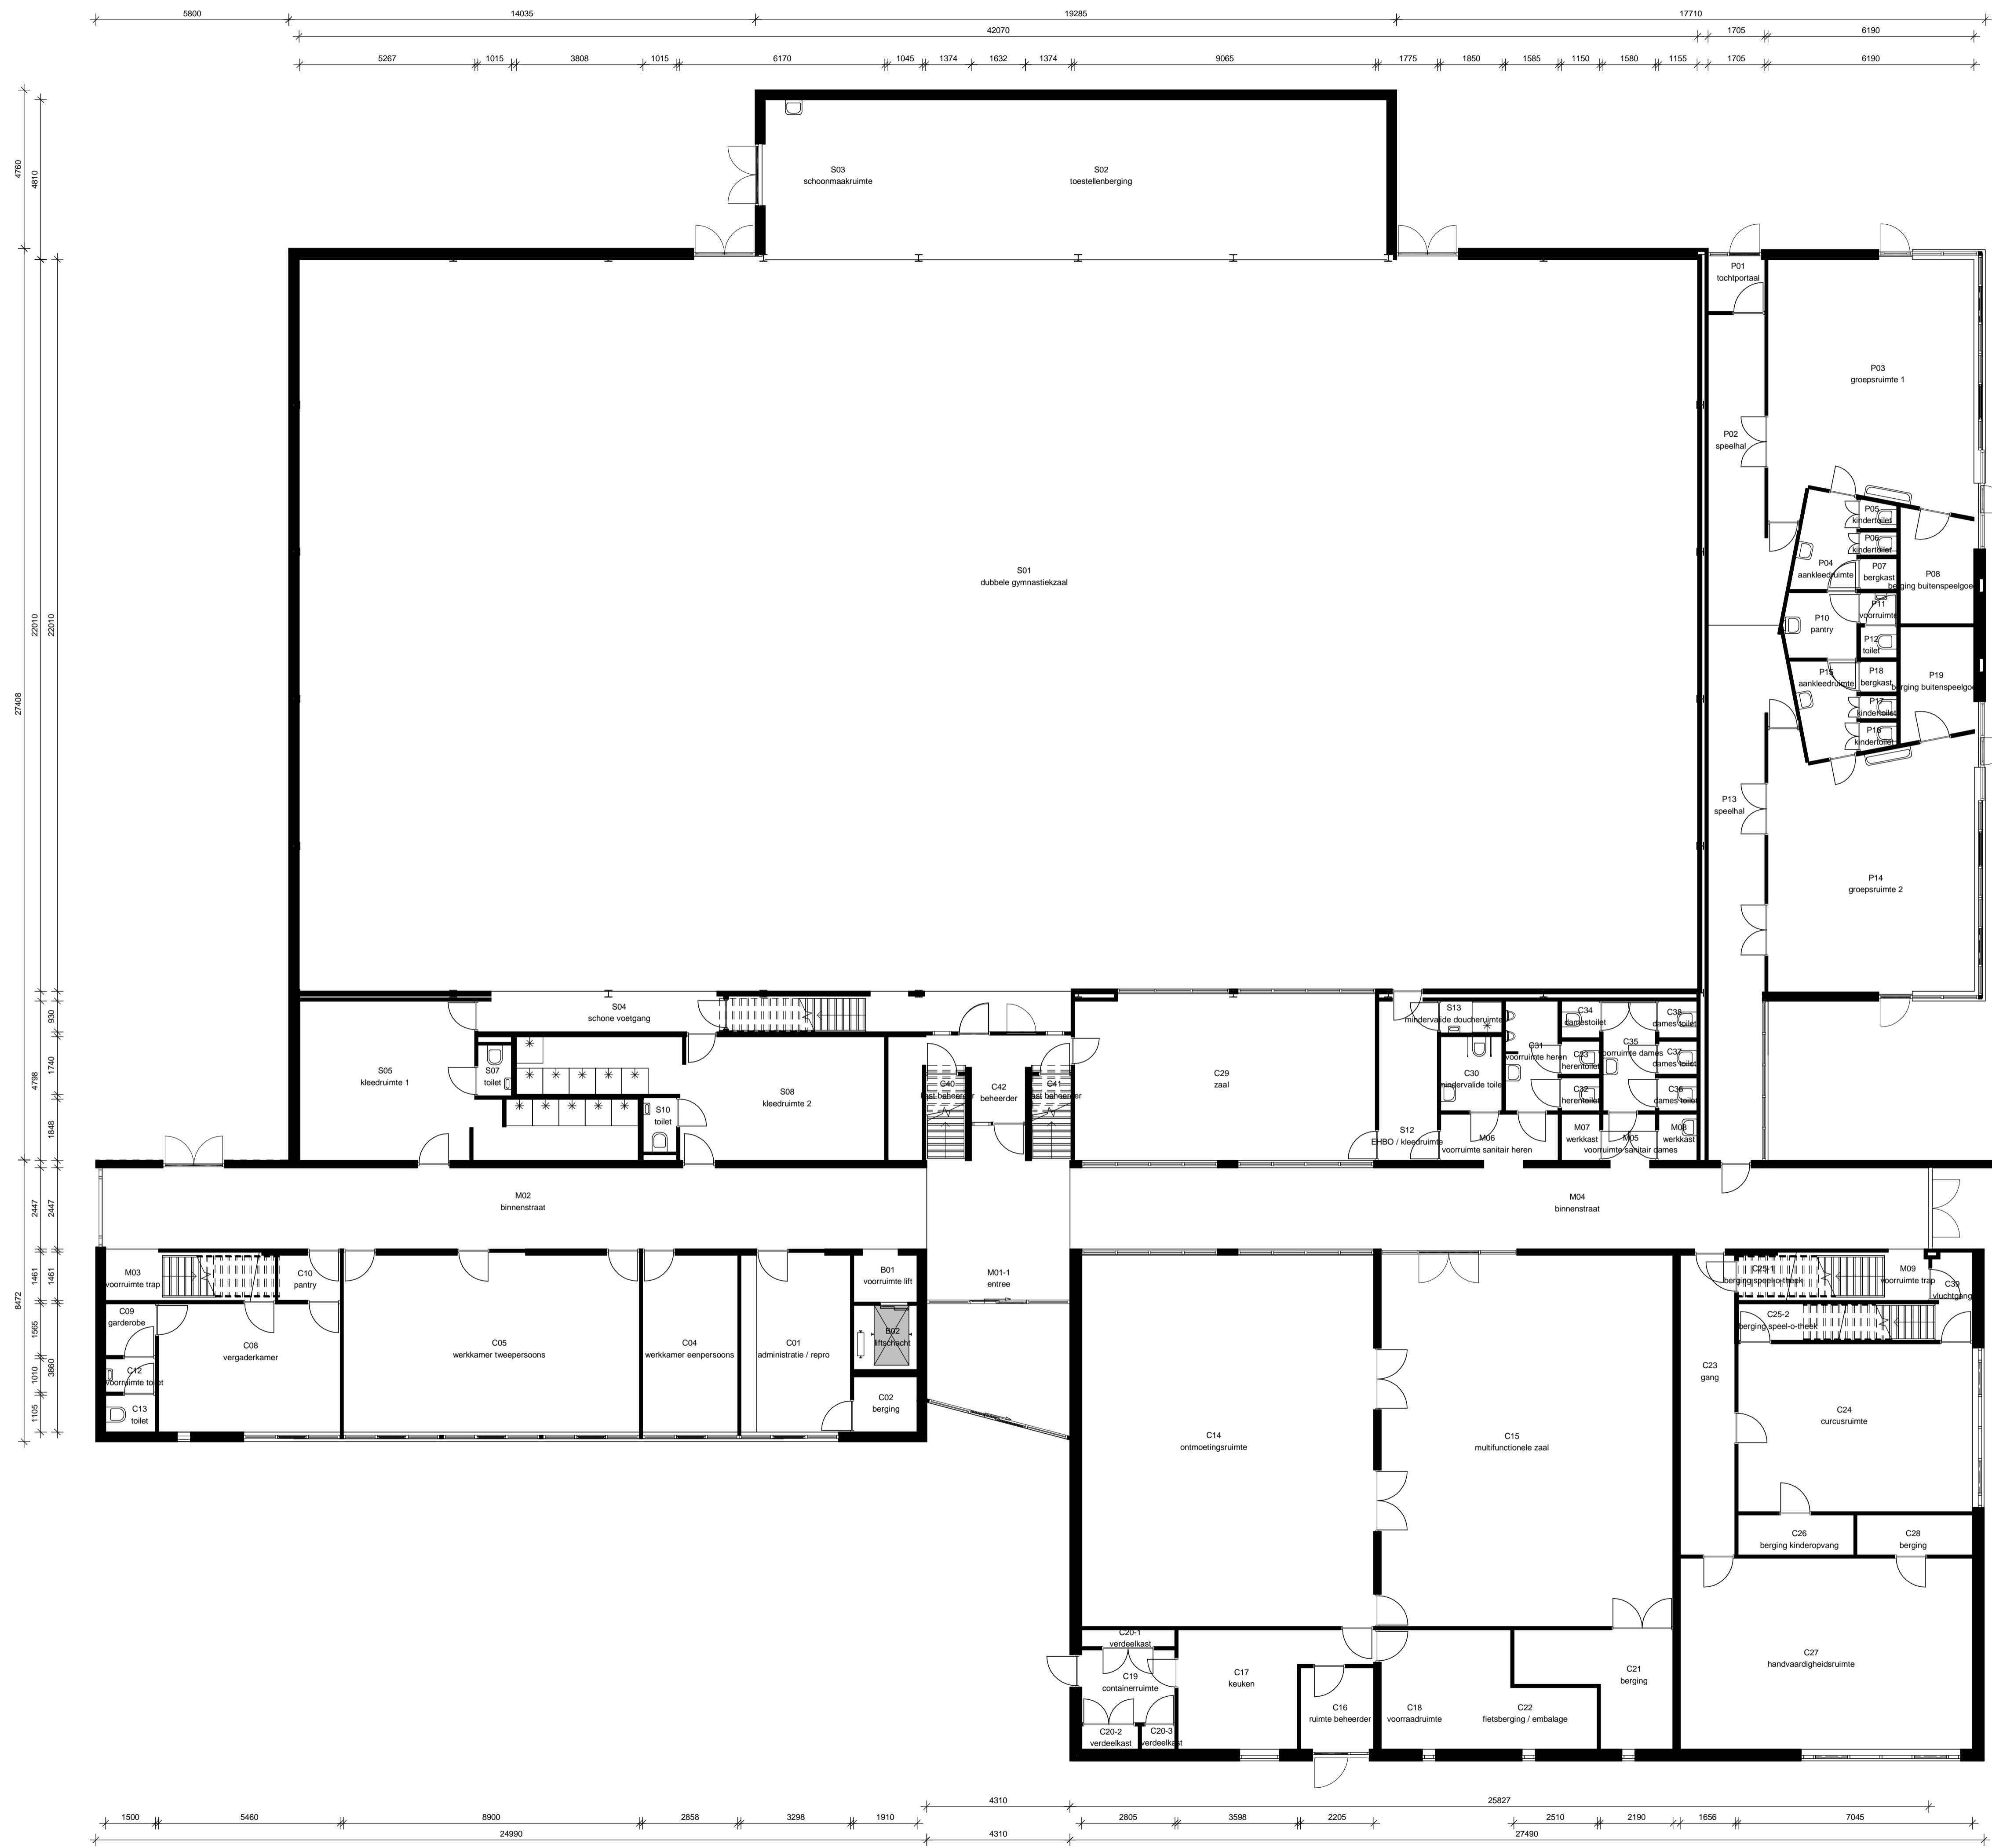 5800
14035
19285
17710
42070
1705
6190
5267
1015
3808
1015
6170
1045
1374
1632
1374
9065
1775
1850
1585
1150
1580
1155
1705
6190
4760
4810
22010
22010
27408
930
1740
4798
1848
2447
2447
1461
1461
8472
1565
3860
1010
1105
S03
schoonmaakruimte
S02
toestellenberging
P01
tochtportaal
P03
groepsruimte 1
P02
speelhal
S01
dubbele gymnastiekzaal
P05
kindertoilet
P06
kindertoilet
P04
aankleedruimte
P07
bergkast
P08
berging buitenspeelgoed
P11
voorruimte
P10
pantry
P12
toilet
P15
aankleedruimte
P18
bergkast
P19
berging buitenspeelgoed
P17
kindertoilet
P16
kindertoilet
P13
speelhal
P14
groepsruimte 2
S04
schone voetgang
S05
kleedruimte 1
S07
toilet
S08
kleedruimte 2
S10
toilet
C40
kast beheerder
C42
beheerder
C41
kast beheerder
C29
zaal
S13
mindervalide doucheruimte
C34
damestoilet
C38
dames toilet
C31
voorruimte heren
C33
herentoilet
C35
voorruimte dames
C37
dames toilet
C30
mindervalide toilet
C32
herentoilet
C36
dames toilet
S12
EHBO / kleedruimte
M06
voorruimte sanitair heren
M07
werkkast
M05
voorruimte sanitair dames
M08
werkkast
M02
binnenstraat
M04
binnenstraat
M03
voorruimte trap
C10
pantry
B01
voorruimte lift
M01-1
entree
C25-1
berging speel-o-theek
M09
voorruimte trap
C39
vluchtgang
C09
garderobe
C08
vergaderkamer
C05
werkkamer tweepersoons
C04
werkkamer eenpersoons
C01
administratie / repro
B02
liftschacht
C25-2
berging speel-o-theek
C12
voorruimte toilet
C13
toilet
C02
berging
C23
gang
C24
curcusruimte
C14
ontmoetingsruimte
C15
multifunctionele zaal
C26
berging kinderopvang
C28
berging
C20-1
verdeelkast
C19
containerruimte
C17
keuken
C16
ruimte beheerder
C18
voorraadruimte
C22
fietsberging / embalage
C21
berging
C27
handvaardigheidsruimte
C20-2
verdeelkast
C20-3
verdeelkast
4310
25827
1500
5460
8900
2858
3298
1910
2805
3598
2205
2510
2190
1656
7045
24990
4310
27490